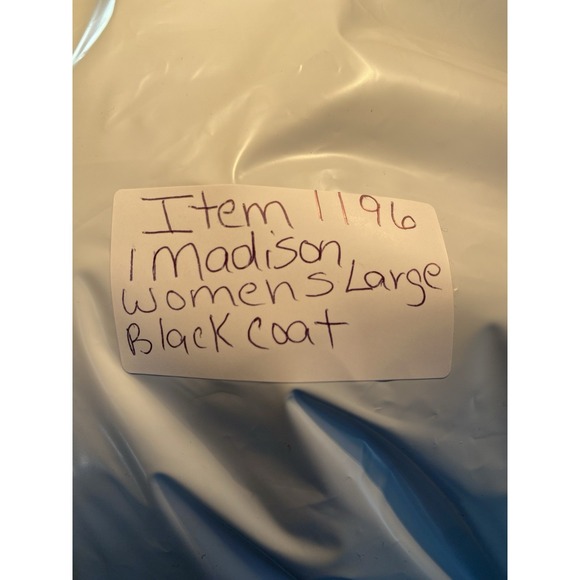 Item 1196
1 Madison
Womens Large
Black Coat